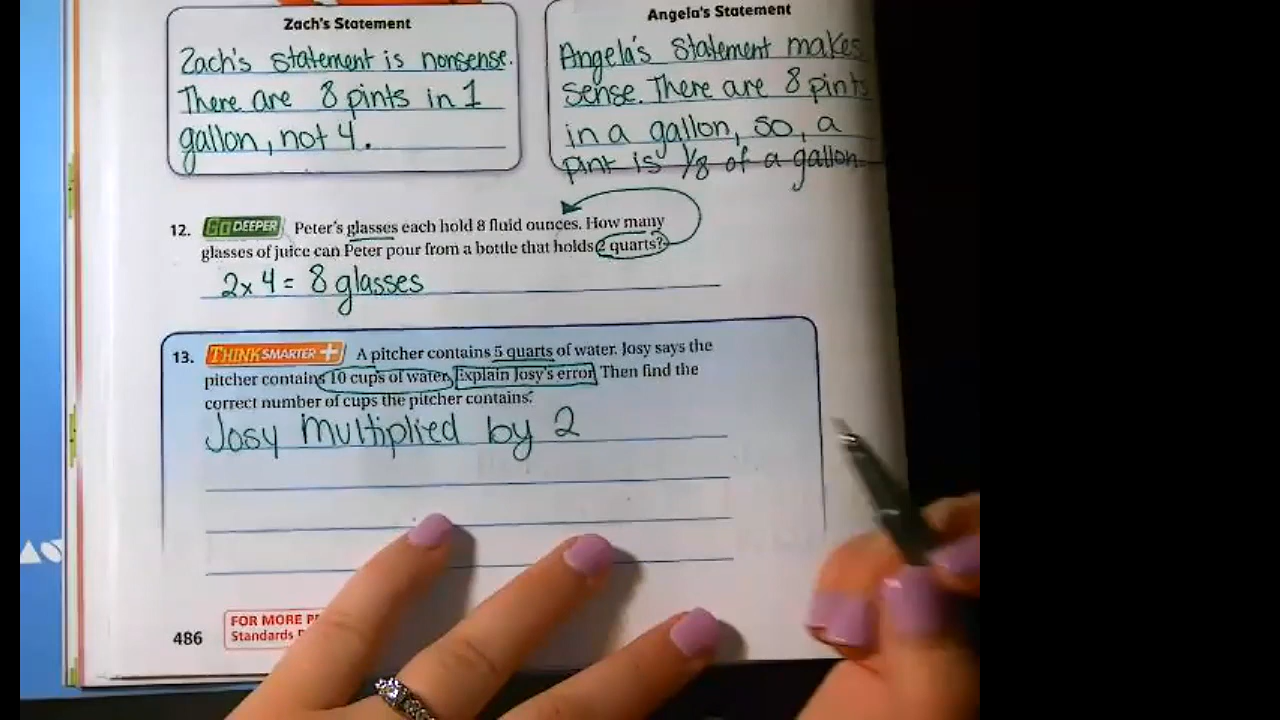 Zach's Statement
Zach's statement is nonsense.
There are 8 pints in 1
gallon, not 4.
Angela's Statement
Angela's statement makes
sense. There are 8 pints
in a gallon, so, a
pint is 1/8 of a gallon
12. GO DEEPER Peter's glasses each hold 8 fluid ounces. How many
glasses of juice can Peter pour from a bottle that holds 2 quarts?
2x4=8 glasses
13. THINK SMARTER + A pitcher contains 5 quarts of water. Josy says the
pitcher contains 10 cups of water. Explain Josy's error. Then find the
correct number of cups the pitcher contains.
Josy multiplied by 2
486
FOR MORE
Standards